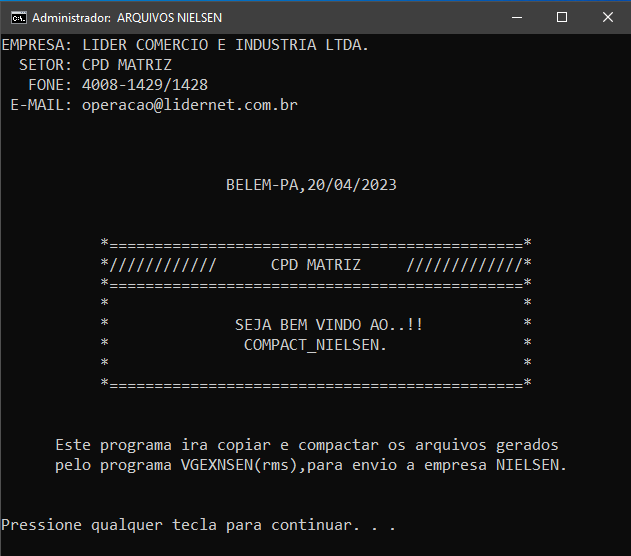 Administrador: ARQUIVOS NIELSEN
EMPRESA: LIDER COMERCIO E INDUSTRIA LTDA.
SETOR: CPD MATRIZ
FONE: 4008-1429/1428
E-MAIL: operacao@lidernet.com.br
BELEM-PA,20/04/2023
*==============================================*
*//////////// CPD MATRIZ /////////////*
*==============================================*
* *
* SEJA BEM VINDO AO..!! *
* COMPACT_NIELSEN. *
* *
*==============================================*
Este programa ira copiar e compactar os arquivos gerados
pelo programa VGEXNSEN(rms),para envio a empresa NIELSEN.
Pressione qualquer tecla para continuar. . .